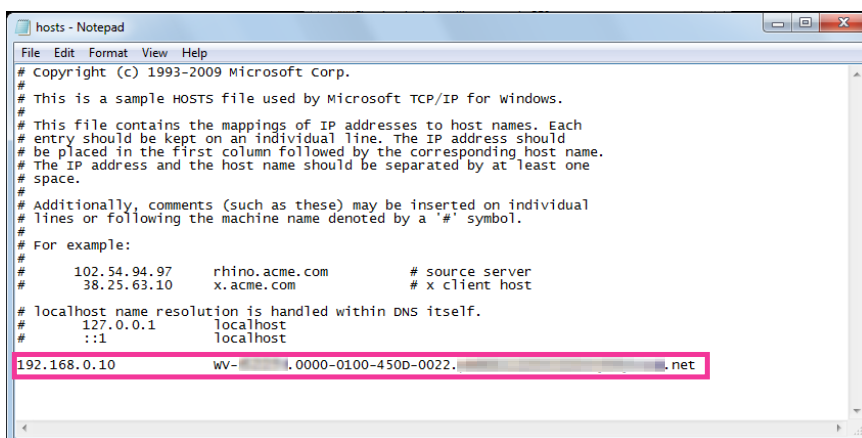 hosts - Notepad
File Edit Format View Help
# Copyright (c) 1993-2009 Microsoft Corp.
#
# This is a sample HOSTS file used by Microsoft TCP/IP for Windows.
#
# This file contains the mappings of IP addresses to host names. Each
# entry should be kept on an individual line. The IP address should
# be placed in the first column followed by the corresponding host name.
# The IP address and the host name should be separated by at least one
# space.
#
# Additionally, comments (such as these) may be inserted on individual
# lines or following the machine name denoted by a '#' symbol.
#
# For example:
#
# 102.54.94.97 rhino.acme.com # source server
# 38.25.63.10 x.acme.com # x client host

# localhost name resolution is handled within DNS itself.
# 127.0.0.1 localhost
# ::1 localhost
192.168.0.10 WV- .0000-0100-450D-0022. .net